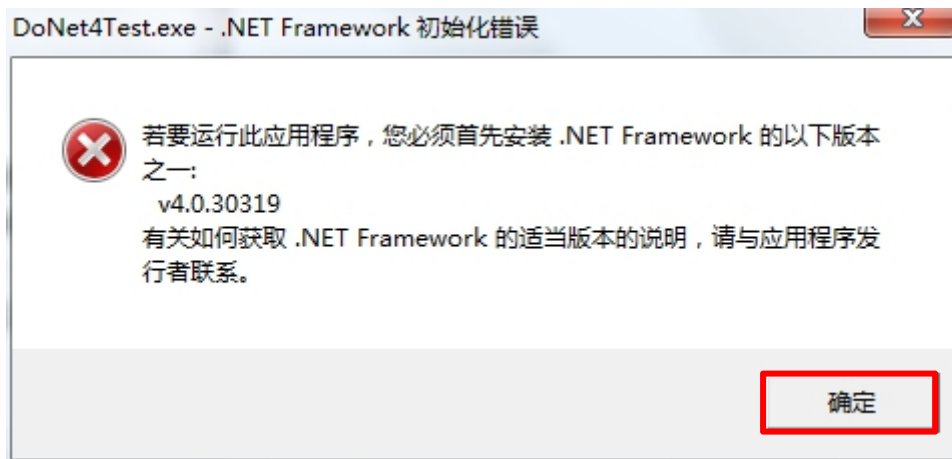 DoNet4Test.exe - .NET Framework 初始化错误
若要运行此应用程序，您必须首先安装 .NET Framework 的以下版本
之一:
v4.0.30319
有关如何获取 .NET Framework 的适当版本的说明，请与应用程序发
行者联系。
确定